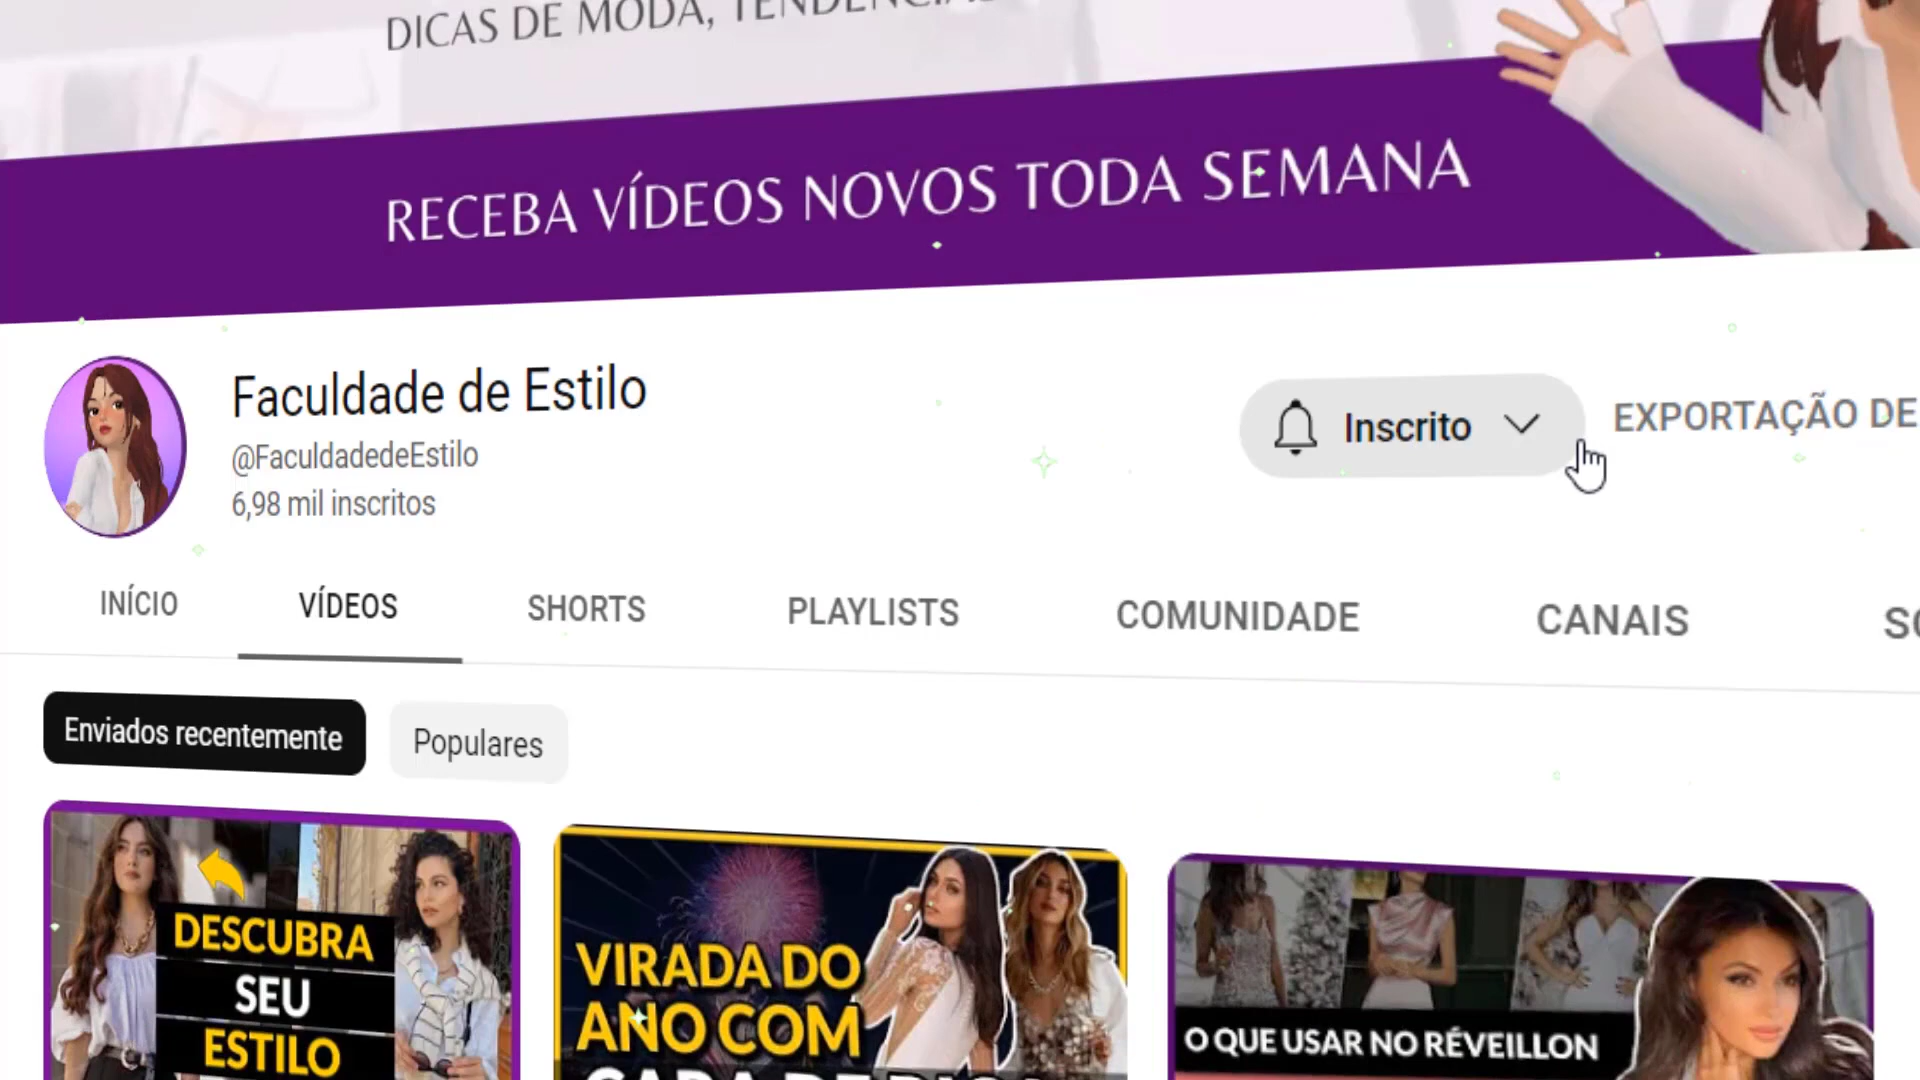 DICAS DE MODA,
RECEBA VÍDEOS NOVOS TODA SEMANA
Faculdade de Estilo
@FaculdadedeEstilo
6,98 mil inscritos
Inscrito
EXPORTAÇÃO DE
INÍCIO
VÍDEOS
SHORTS
PLAYLISTS
COMUNIDADE
CANAIS
Enviados recentemente
Populares
DESCUBRA
SEU
ESTILO
VIRADA DO
ANO COM
O QUE USAR NO RÉVEILLON